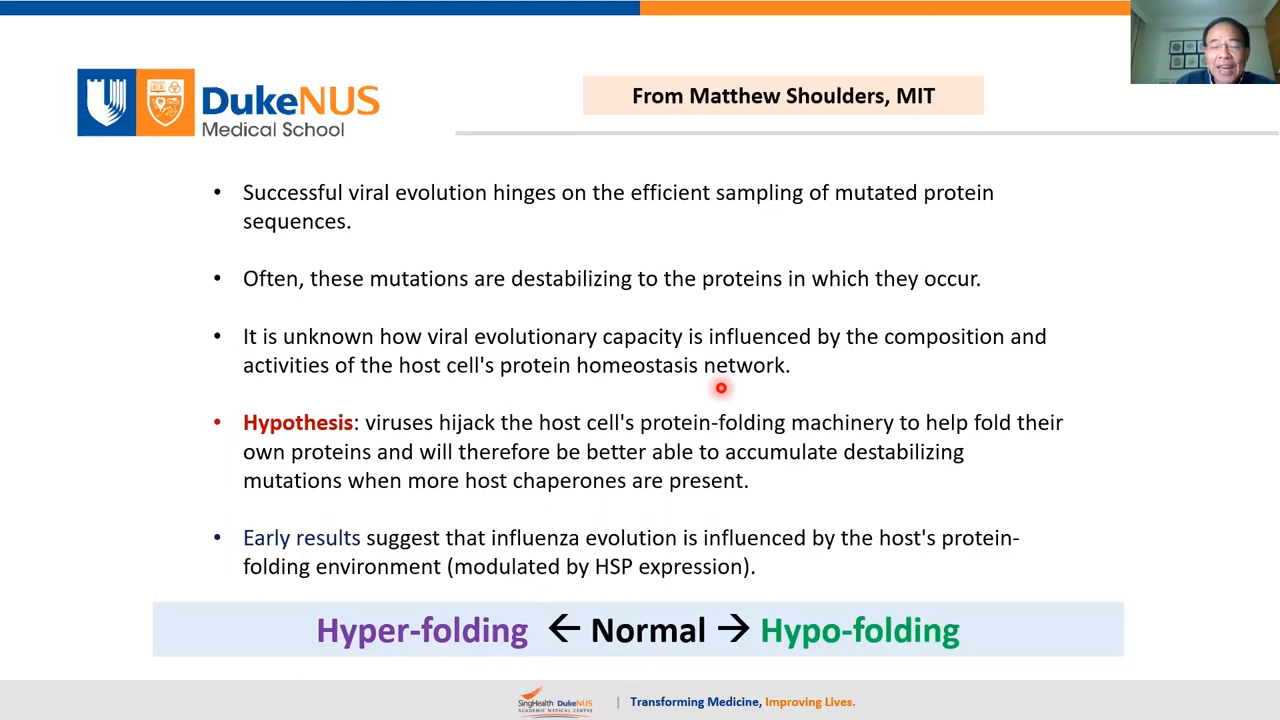 DukeNUS
Medical School
From Matthew Shoulders, MIT
• Successful viral evolution hinges on the efficient sampling of mutated protein
sequences.
• Often, these mutations are destabilizing to the proteins in which they occur.
• It is unknown how viral evolutionary capacity is influenced by the composition and
activities of the host cell's protein homeostasis network.
• Hypothesis: viruses hijack the host cell's protein-folding machinery to help fold their
own proteins and will therefore be better able to accumulate destabilizing
mutations when more host chaperones are present.
• Early results suggest that influenza evolution is influenced by the host's protein-
folding environment (modulated by HSP expression).
Hyper-folding ← Normal → Hypo-folding
SingHealth DukeNUS
ACADEMIC MEDICAL CENTRE
| Transforming Medicine, Improving Lives.